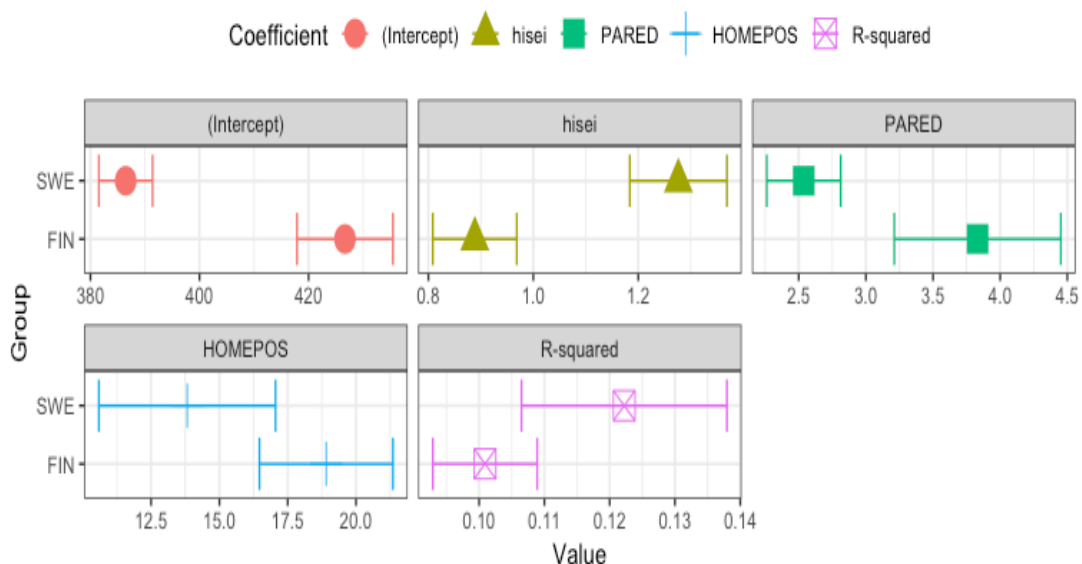 Coefficient (Intercept) hisei PARED HOMEPOS R-squared
(Intercept) hisei PARED
SWE
FIN
380 400 420 0.8 1.0 1.2 2.5 3.0 3.5 4.0 4.5
Group
HOMEPOS R-squared
SWE
FIN
12.5 15.0 17.5 20.0 0.10 0.11 0.12 0.13 0.14
Value